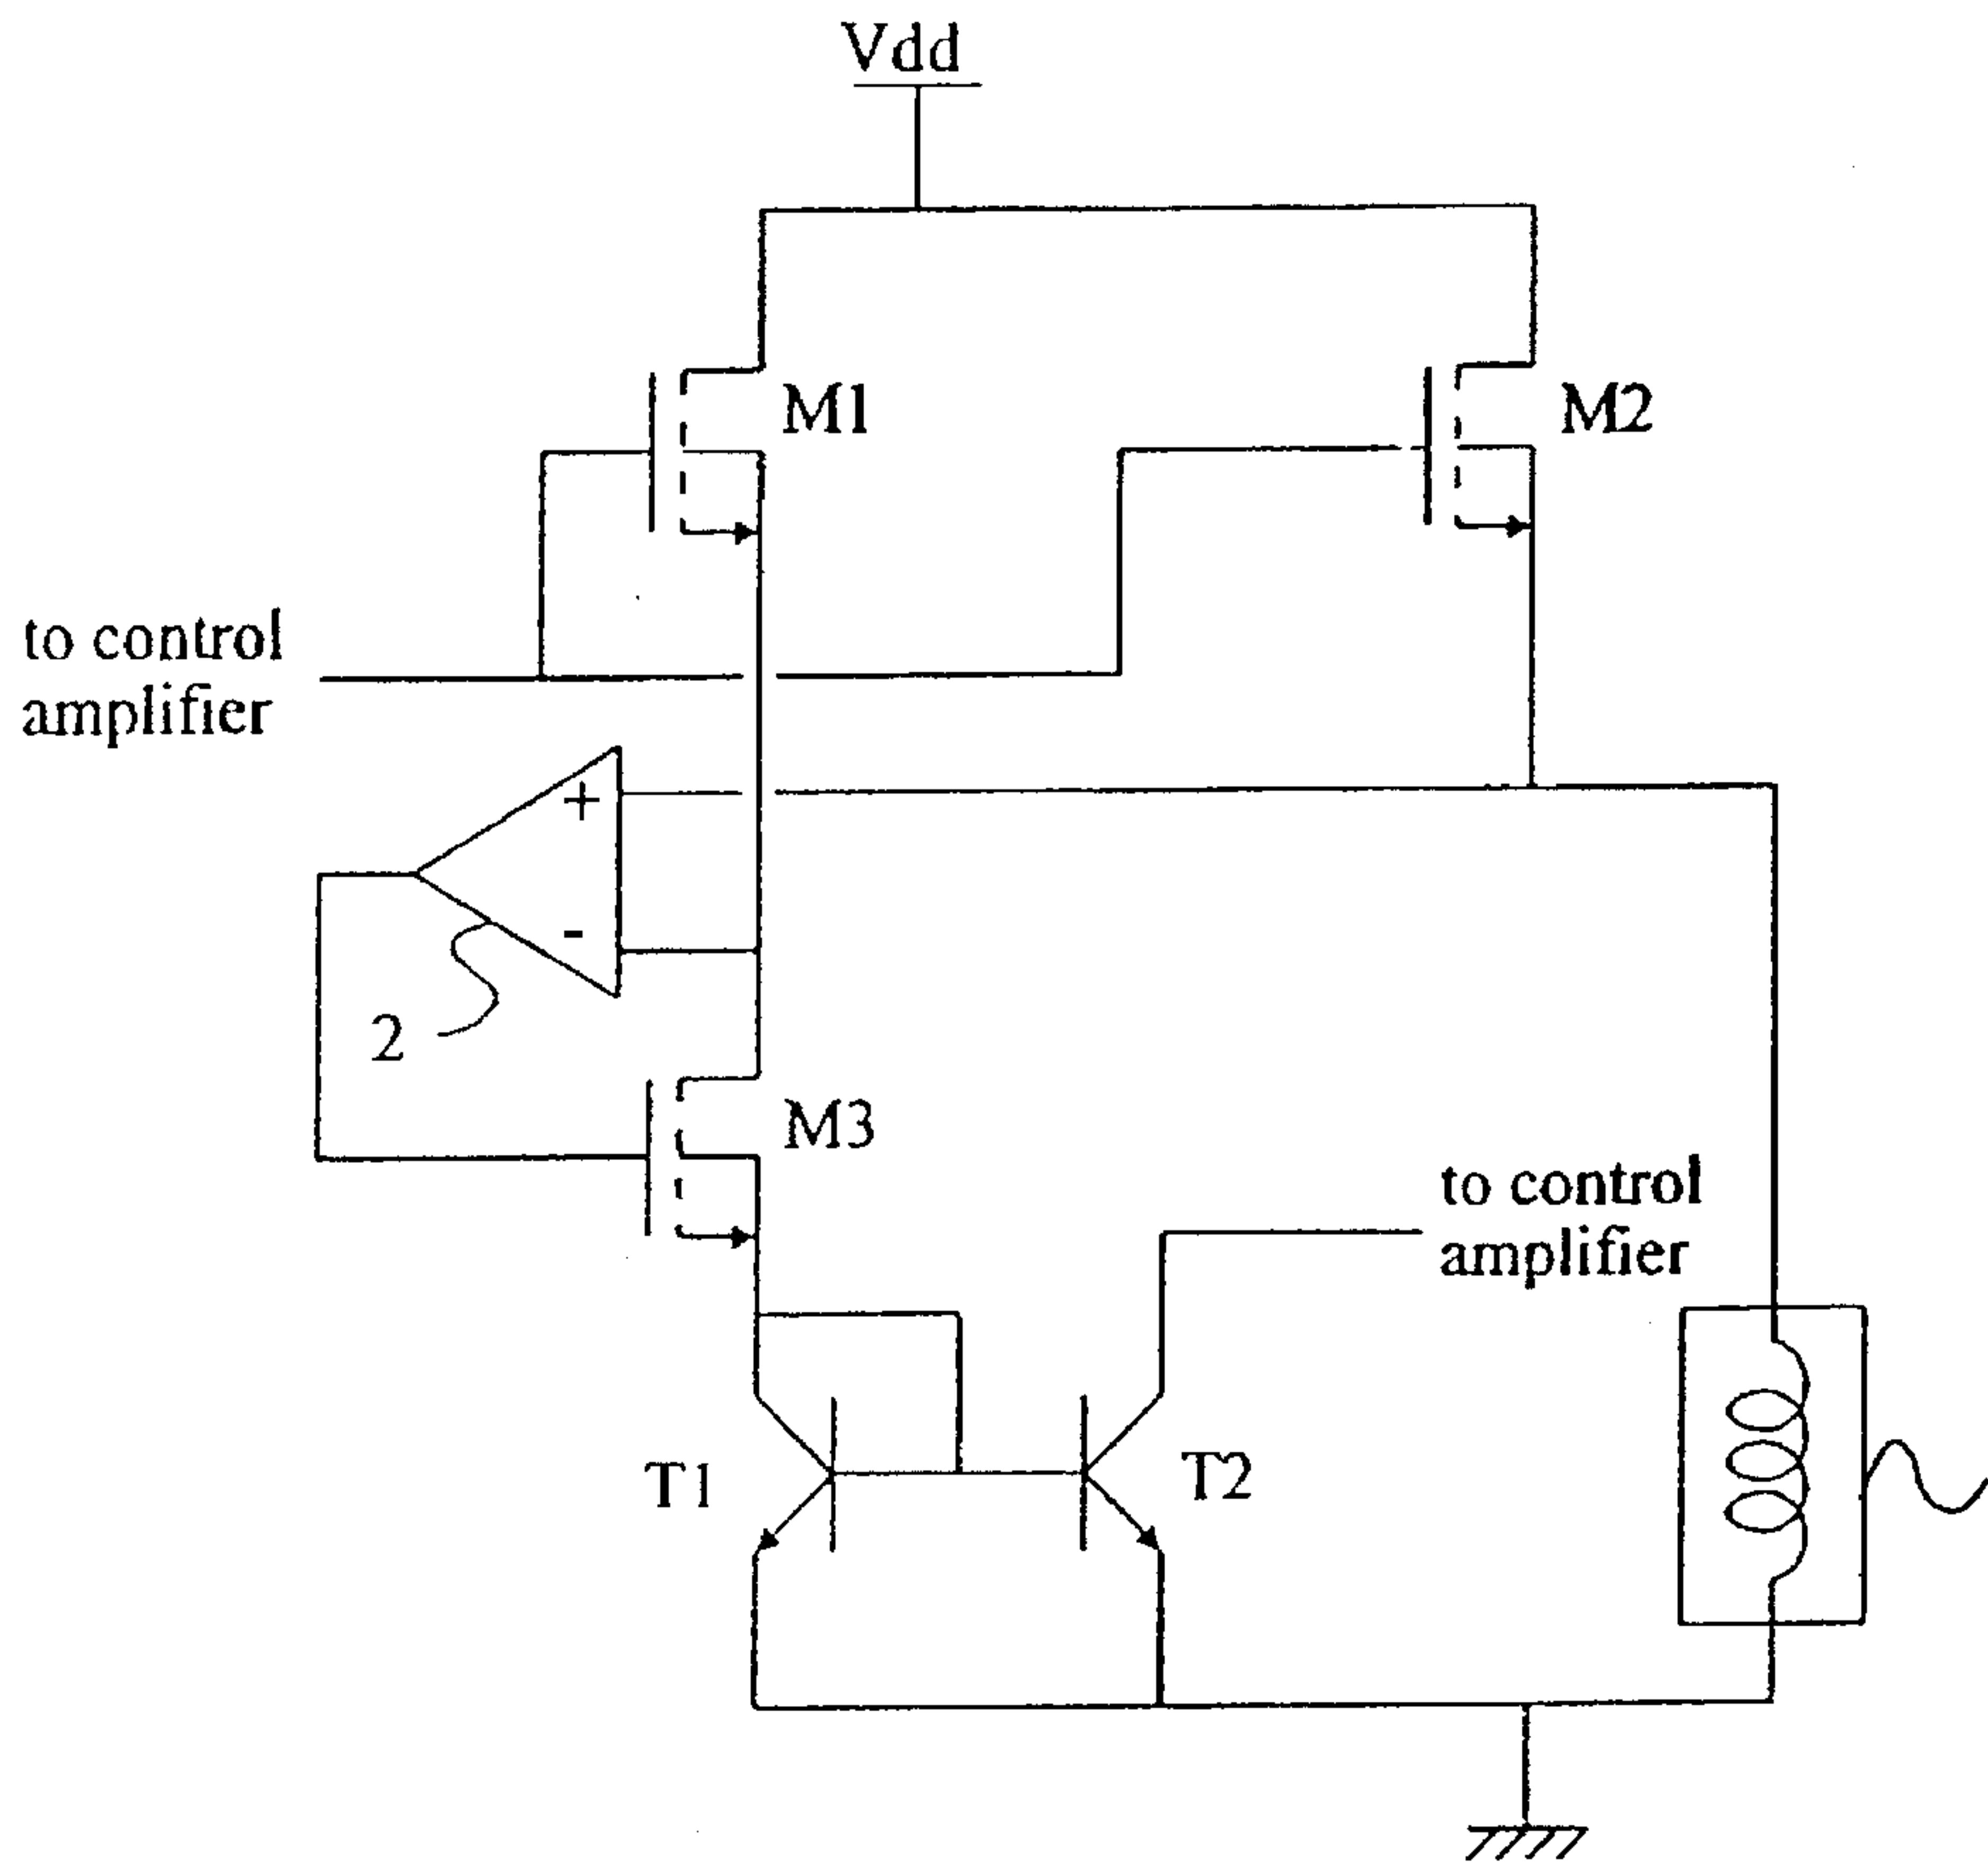 Vdd
M1
M2
to control
amplifier
+
-
2
M3
to control
amplifier
T1
T2